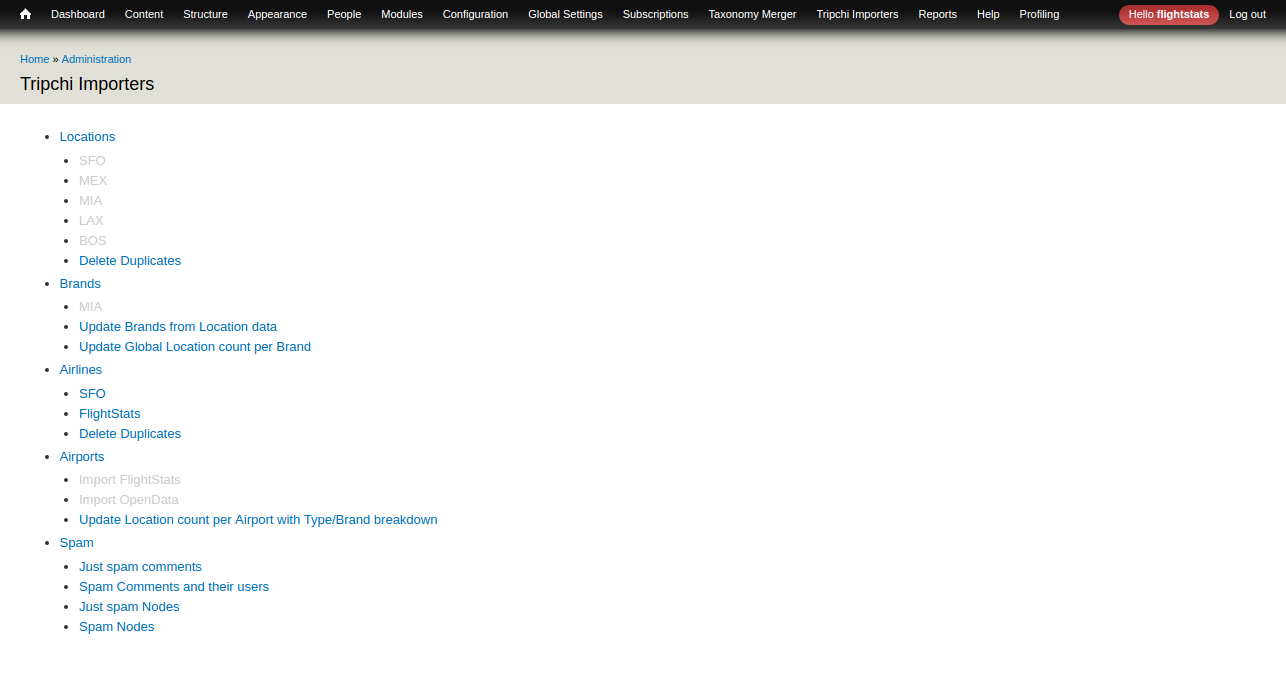 Dashboard Content Structure Appearance People Modules Configuration Global Settings Subscriptions Taxonomy Merger Tripchi Importers Reports Help Profiling Hello flightstats Log out
Home » Administration
Tripchi Importers
Locations
SFO
MEX
MIA
LAX
BOS
Delete Duplicates
Brands
MIA
Update Brands from Location data
Update Global Location count per Brand
Airlines
SFO
FlightStats
Delete Duplicates
Airports
Import FlightStats
Import OpenData
Update Location count per Airport with Type/Brand breakdown
Spam
Just spam comments
Spam Comments and their users
Just spam Nodes
Spam Nodes